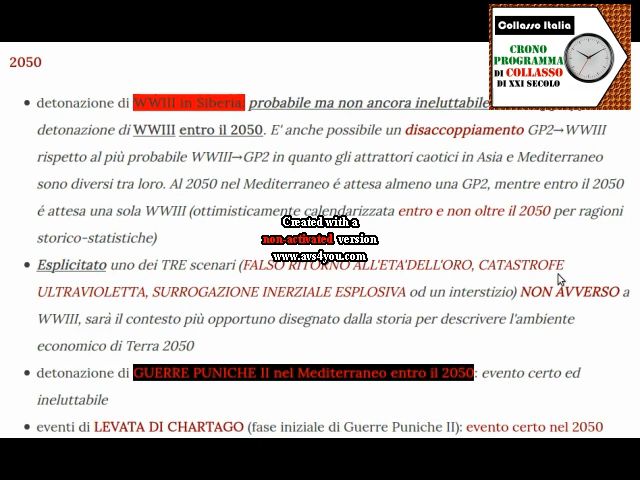 Collasso Italia
CRONO
PROGRAMMA
DI COLLASSO
DI XXI SECOLO
2050
detonazione di WWIII in Siberia: probabile ma non ancora ineluttabile
detonazione di WWIII entro il 2050. E' anche possibile un disaccoppiamento GP2→WWIII
rispetto al più probabile WWIII→GP2 in quanto gli attrattori caotici in Asia e Mediterraneo
sono diversi tra loro. Al 2050 nel Mediterraneo é attesa almeno una GP2, mentre entro il 2050
é attesa una sola WWIII (ottimisticamente calendarizzata entro e non oltre il 2050 per ragioni
storico-statistiche)
Created with a
non-activated version
www.avs4you.com
Esplicitato uno dei TRE scenari (FALSO RITORNO ALL'ETA'DELL'ORO, CATASTROFE
ULTRAVIOLETTA, SURROGAZIONE INERZIALE ESPLOSIVA od un interstizio) NON AVVERSO a
WWIII, sarà il contesto più opportuno disegnato dalla storia per descrivere l'ambiente
economico di Terra 2050
detonazione di GUERRE PUNICHE II nel Mediterraneo entro il 2050: evento certo ed
ineluttabile
eventi di LEVATA DI CHARTAGO (fase iniziale di Guerre Puniche II): evento certo nel 2050